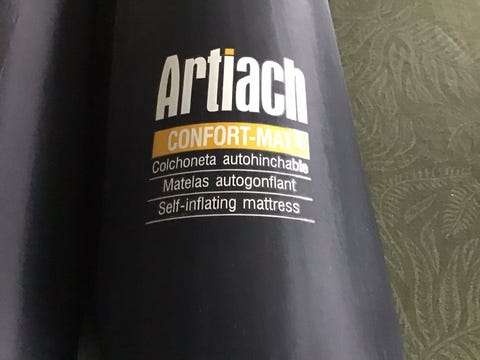 Artiach
CONFORT-MAT
Colchoneta autohinchable
Matelas autogonflant
Self-inflating mattress